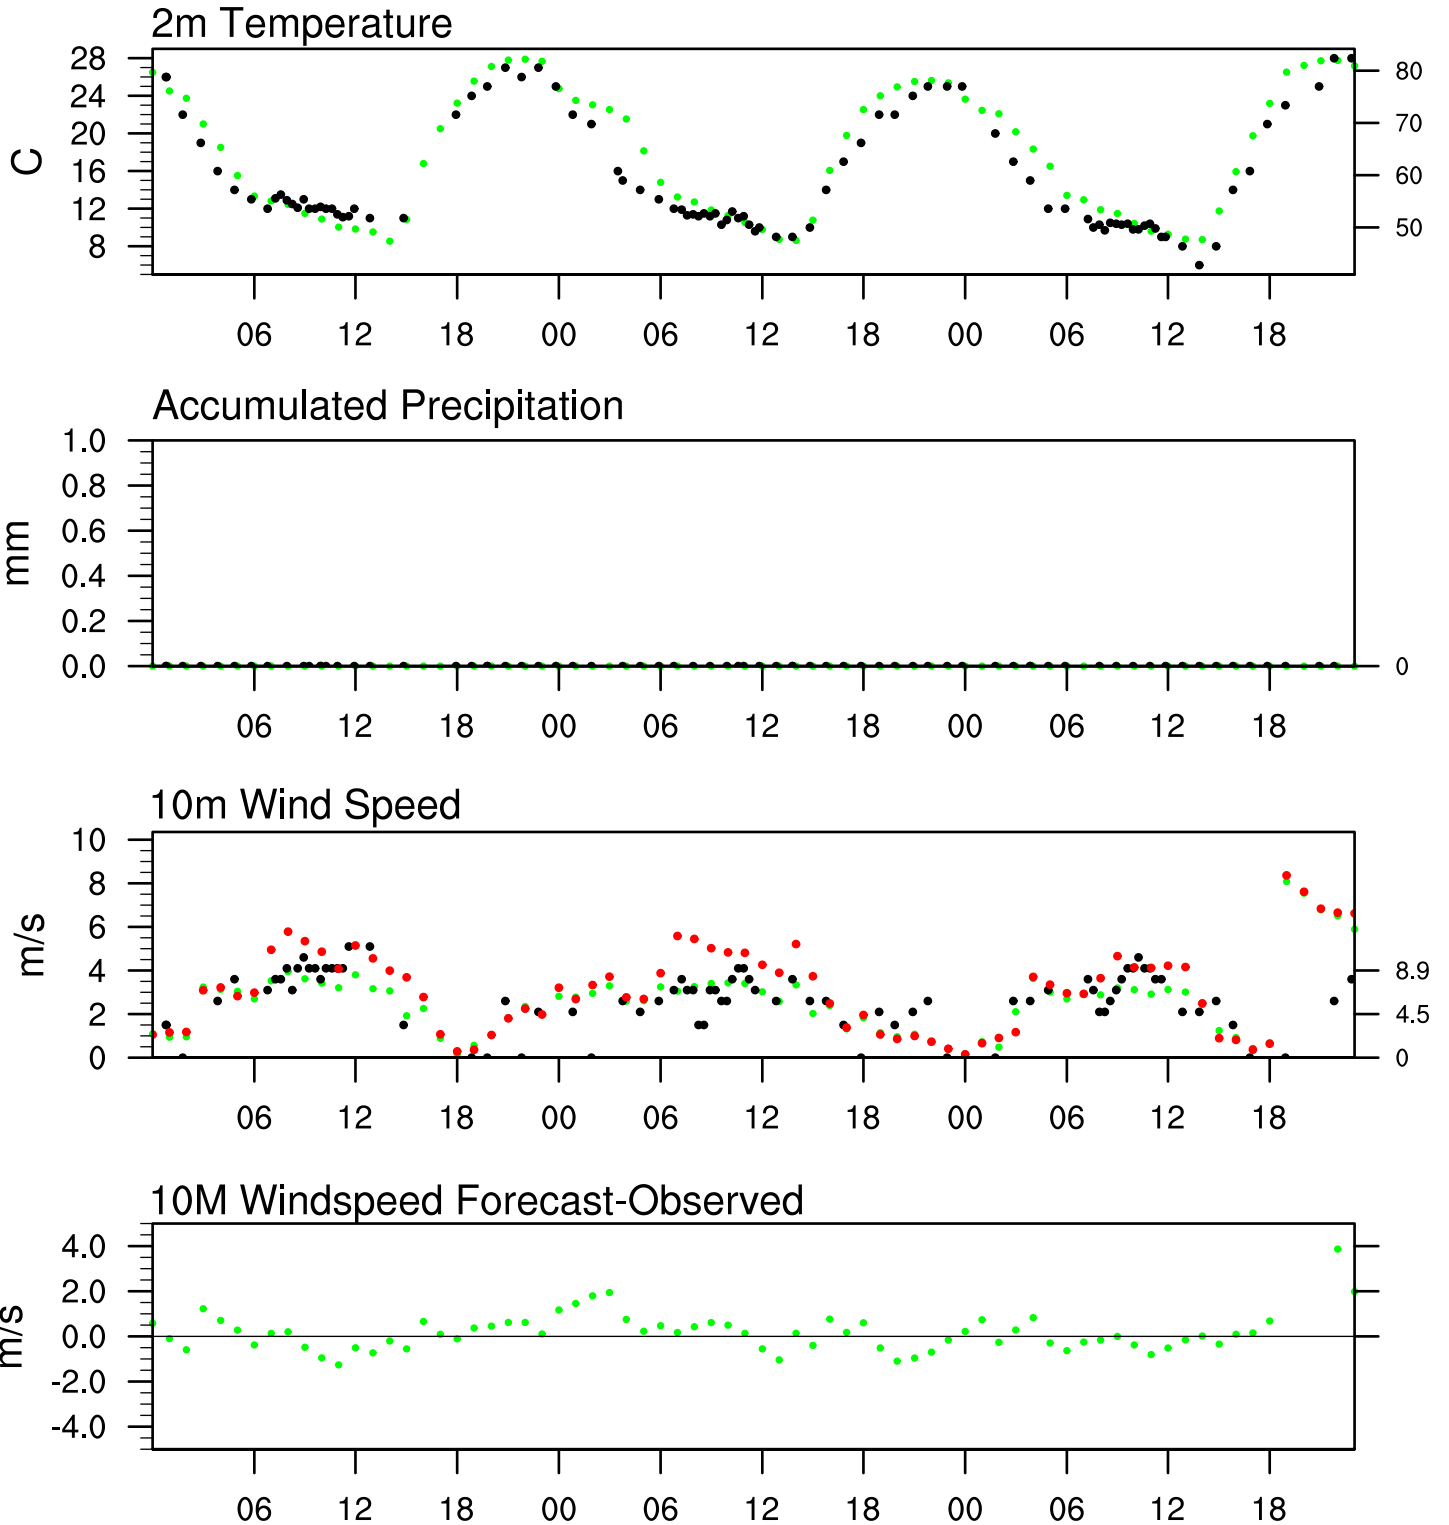 2m Temperature
28
24
20
16
12
8
C
80
70
60
50
06 12 18 00 06 12 18 00 06 12 18
Accumulated Precipitation
1.0
0.8
0.6
0.4
0.2
0.0
mm
0
06 12 18 00 06 12 18 00 06 12 18
10m Wind Speed
10
8
6
4
2
0
m/s
8.9
4.5
0
06 12 18 00 06 12 18 00 06 12 18
10M Windspeed Forecast-Observed
4.0
2.0
0.0
-2.0
-4.0
m/s
06 12 18 00 06 12 18 00 06 12 18